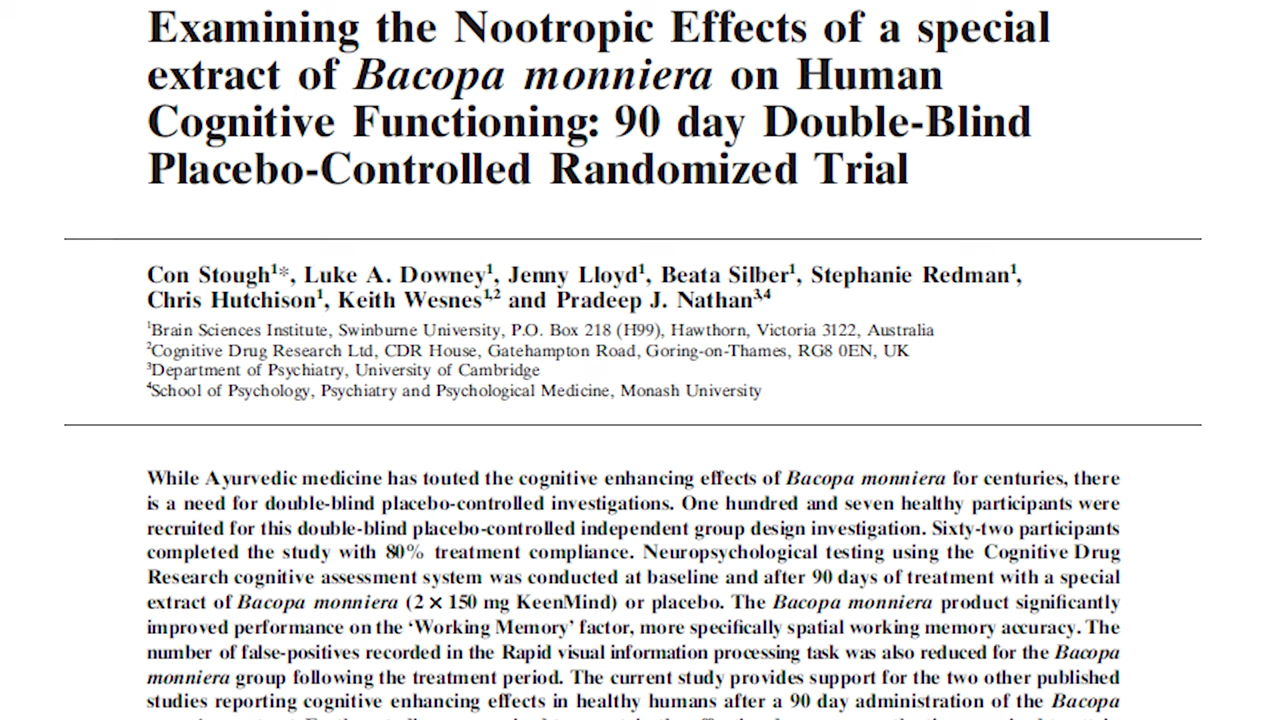 Examining the Nootropic Effects of a special
extract of Bacopa monniera on Human
Cognitive Functioning: 90 day Double-Blind
Placebo-Controlled Randomized Trial
Con Stough1*, Luke A. Downey1, Jenny Lloyd1, Beata Silber1, Stephanie Redman1,
Chris Hutchison1, Keith Wesnes1,2 and Pradeep J. Nathan3,4
1Brain Sciences Institute, Swinburne University, P.O. Box 218 (H99), Hawthorn, Victoria 3122, Australia
2Cognitive Drug Research Ltd, CDR House, Gatehampton Road, Goring-on-Thames, RG8 0EN, UK
3Department of Psychiatry, University of Cambridge
4School of Psychology, Psychiatry and Psychological Medicine, Monash University
While Ayurvedic medicine has touted the cognitive enhancing effects of Bacopa monniera for centuries, there
is a need for double-blind placebo-controlled investigations. One hundred and seven healthy participants were
recruited for this double-blind placebo-controlled independent group design investigation. Sixty-two participants
completed the study with 80% treatment compliance. Neuropsychological testing using the Cognitive Drug
Research cognitive assessment system was conducted at baseline and after 90 days of treatment with a special
extract of Bacopa monniera (2 × 150 mg KeenMind) or placebo. The Bacopa monniera product significantly
improved performance on the ‘Working Memory’ factor, more specifically spatial working memory accuracy. The
number of false-positives recorded in the Rapid visual information processing task was also reduced for the Bacopa
monniera group following the treatment period. The current study provides support for the two other published
studies reporting cognitive enhancing effects in healthy humans after a 90 day administration of the Bacopa